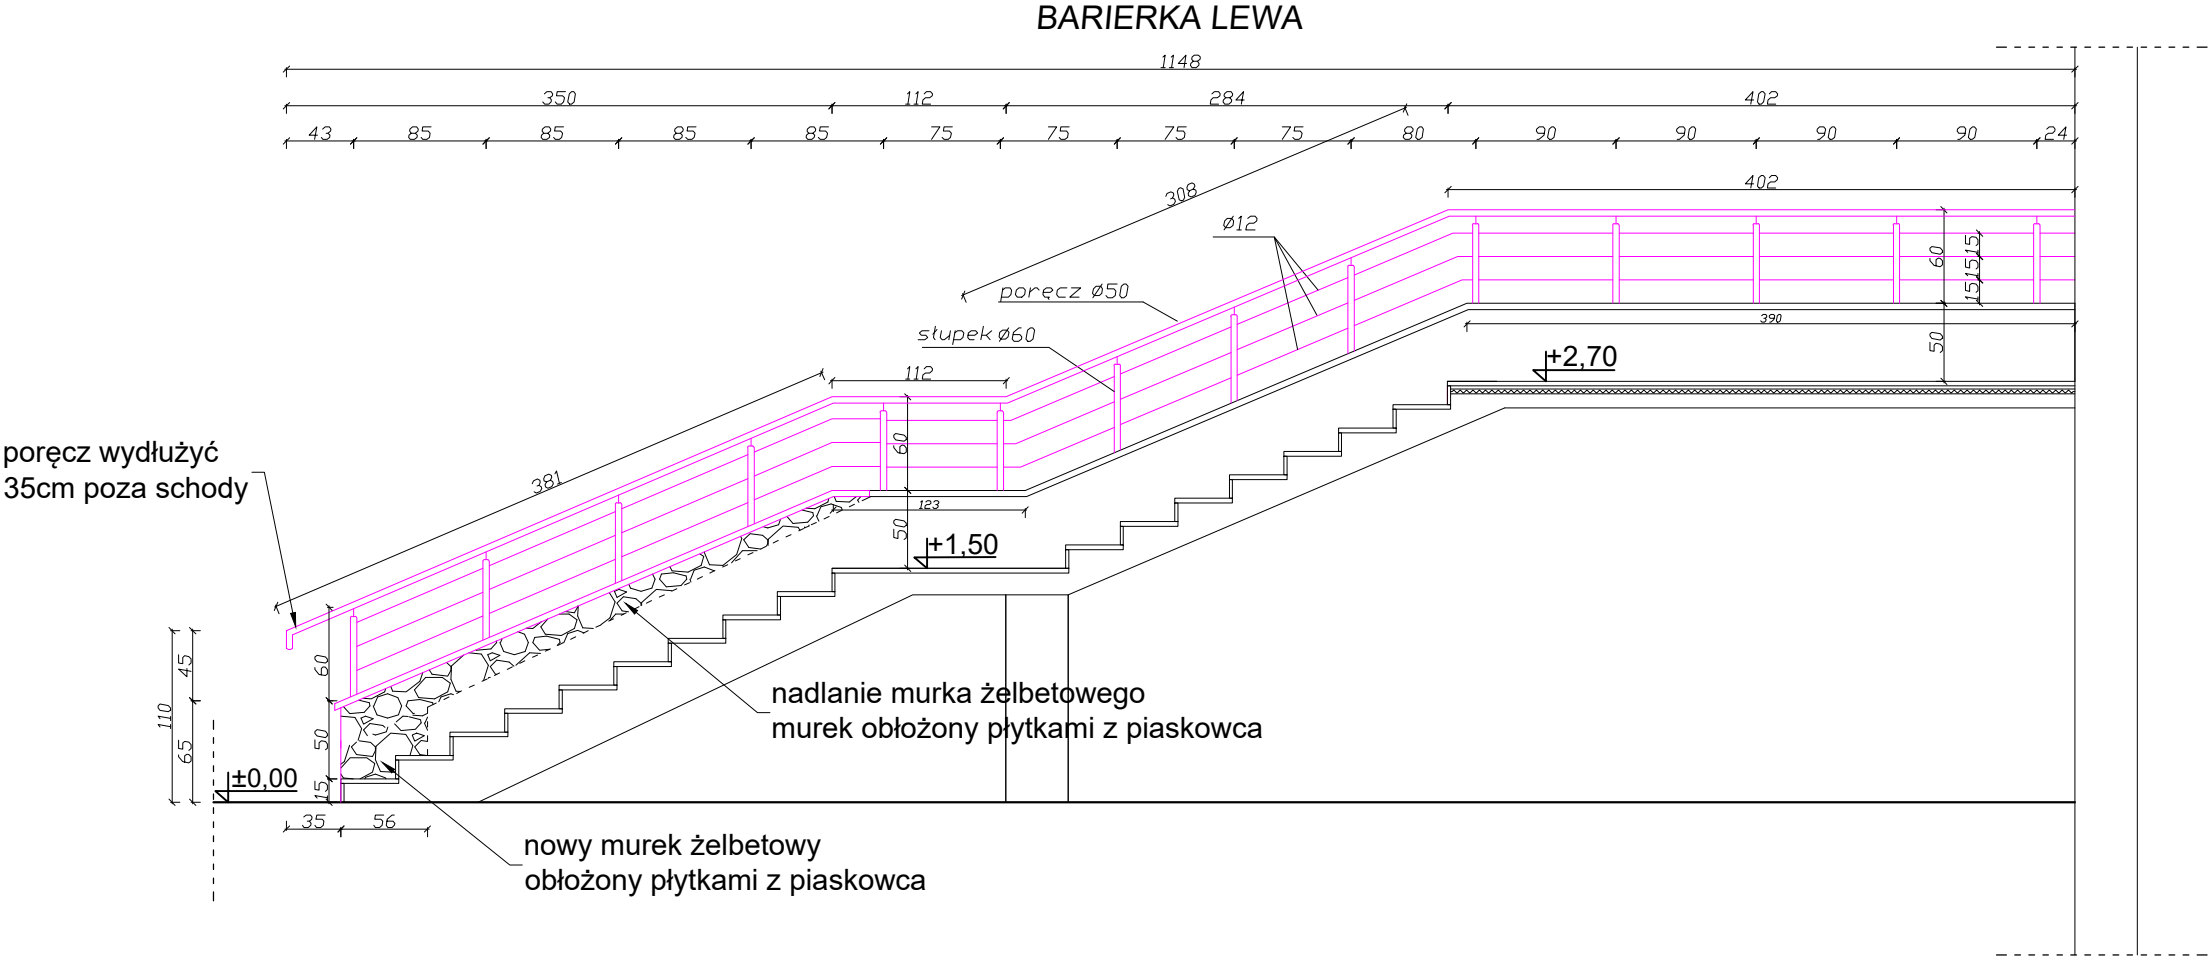 BARIERKA LEWA
1148
350 112 284 402
43 85 85 85 85 75 75 75 75 80 90 90 90 90 24
402
308
Ø12
60
15 15 15
poręcz Ø50
390
słupek Ø60
50
+2,70
112
60
381
123
50
+1,50
poręcz wydłużyć
35cm poza schody
60
45
110
65
50
15
±0,00
nadlanie murka żelbetowego
murek obłożony płytkami z piaskowca
35 56
nowy murek żelbetowy
obłożony płytkami z piaskowca